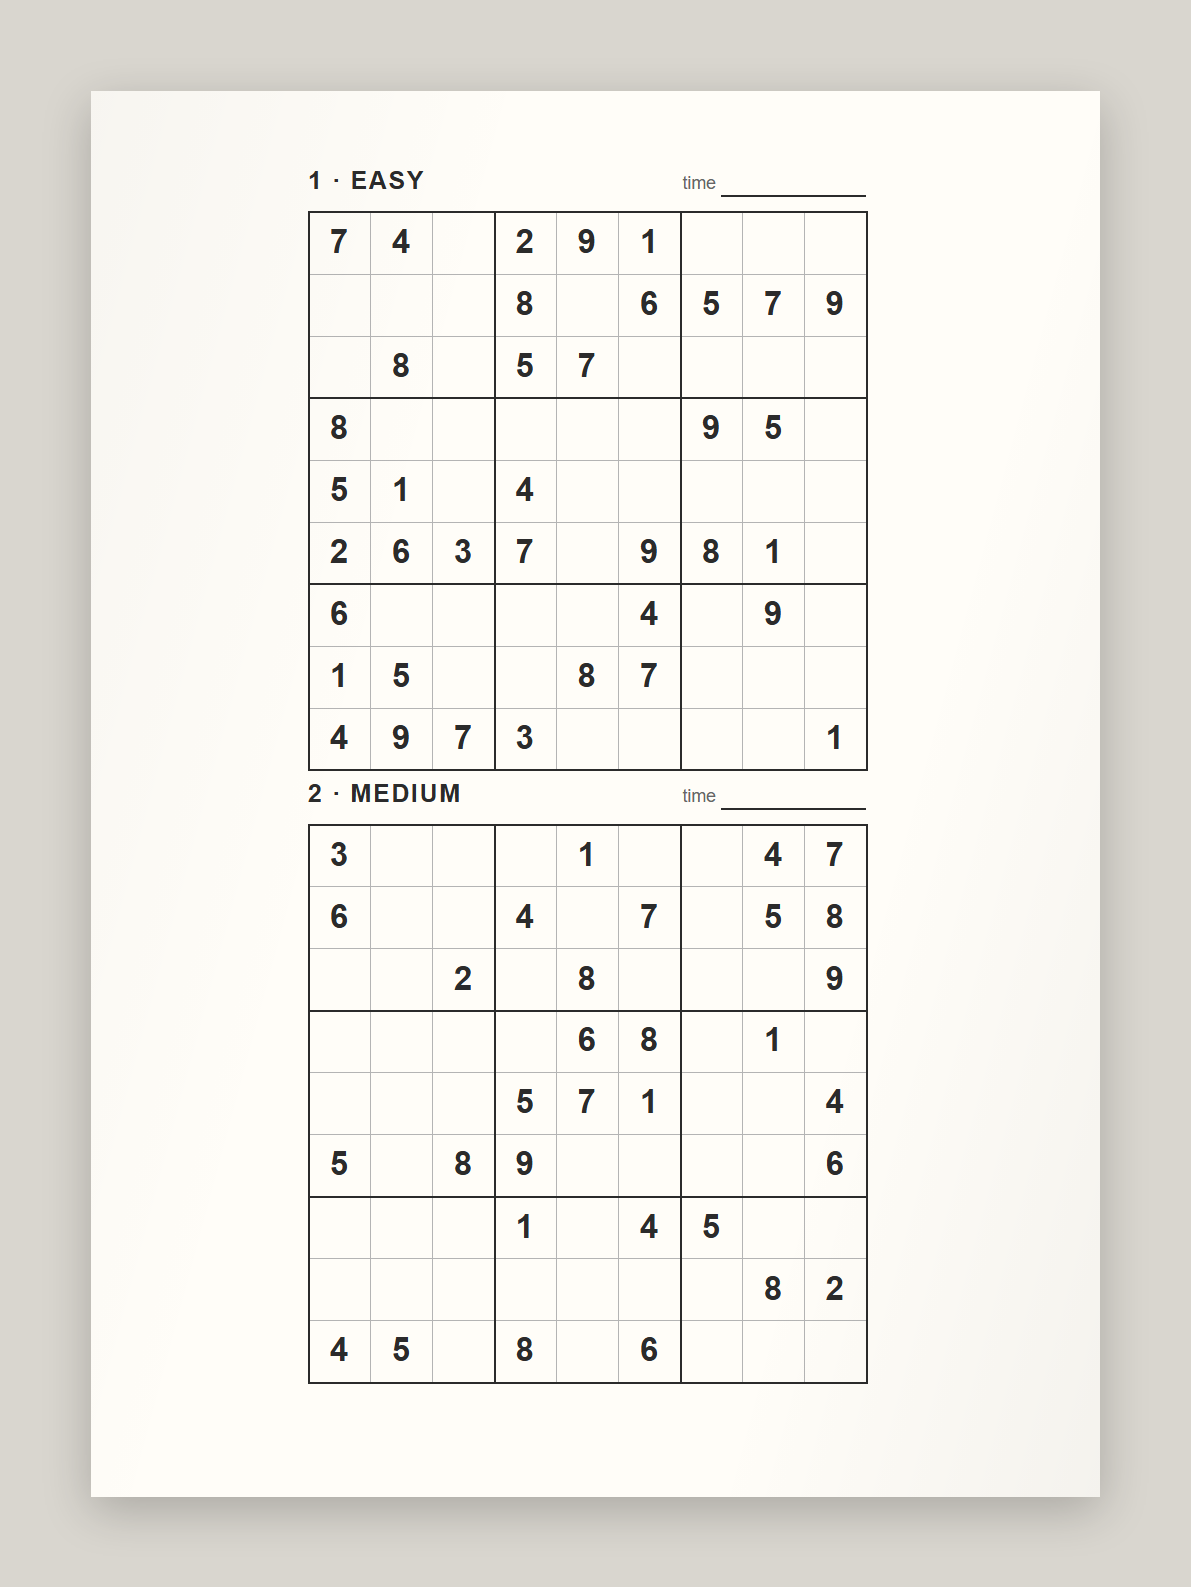 1 · EASY time
7 4 2 9 1
8 6 5 7 9
8 5 7
8 9 5
5 1 4
2 6 3 7 9 8 1
6 4 9
1 5 8 7
4 9 7 3 1
2 · MEDIUM time
3 1 4 7
6 4 7 5 8
2 8 9
6 8 1
5 7 1 4
5 8 9 6
1 4 5
8 2
4 5 8 6